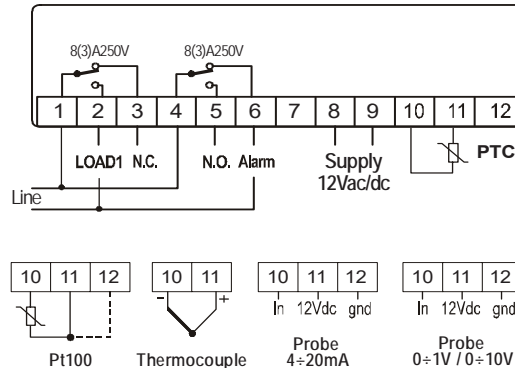 8(3)A250V 8(3)A250V
1 2 3 4 5 6 7 8 9 10 11 12
LOAD1 N.C. N.O. Alarm Supply 12Vac/dc PTC
Line
10 11 12
Pt100
10 11
- +
Thermocouple
10 11 12
In 12Vdc gnd
Probe
4÷20mA
10 11 12
In 12Vdc gnd
Probe
0÷1V / 0÷10V